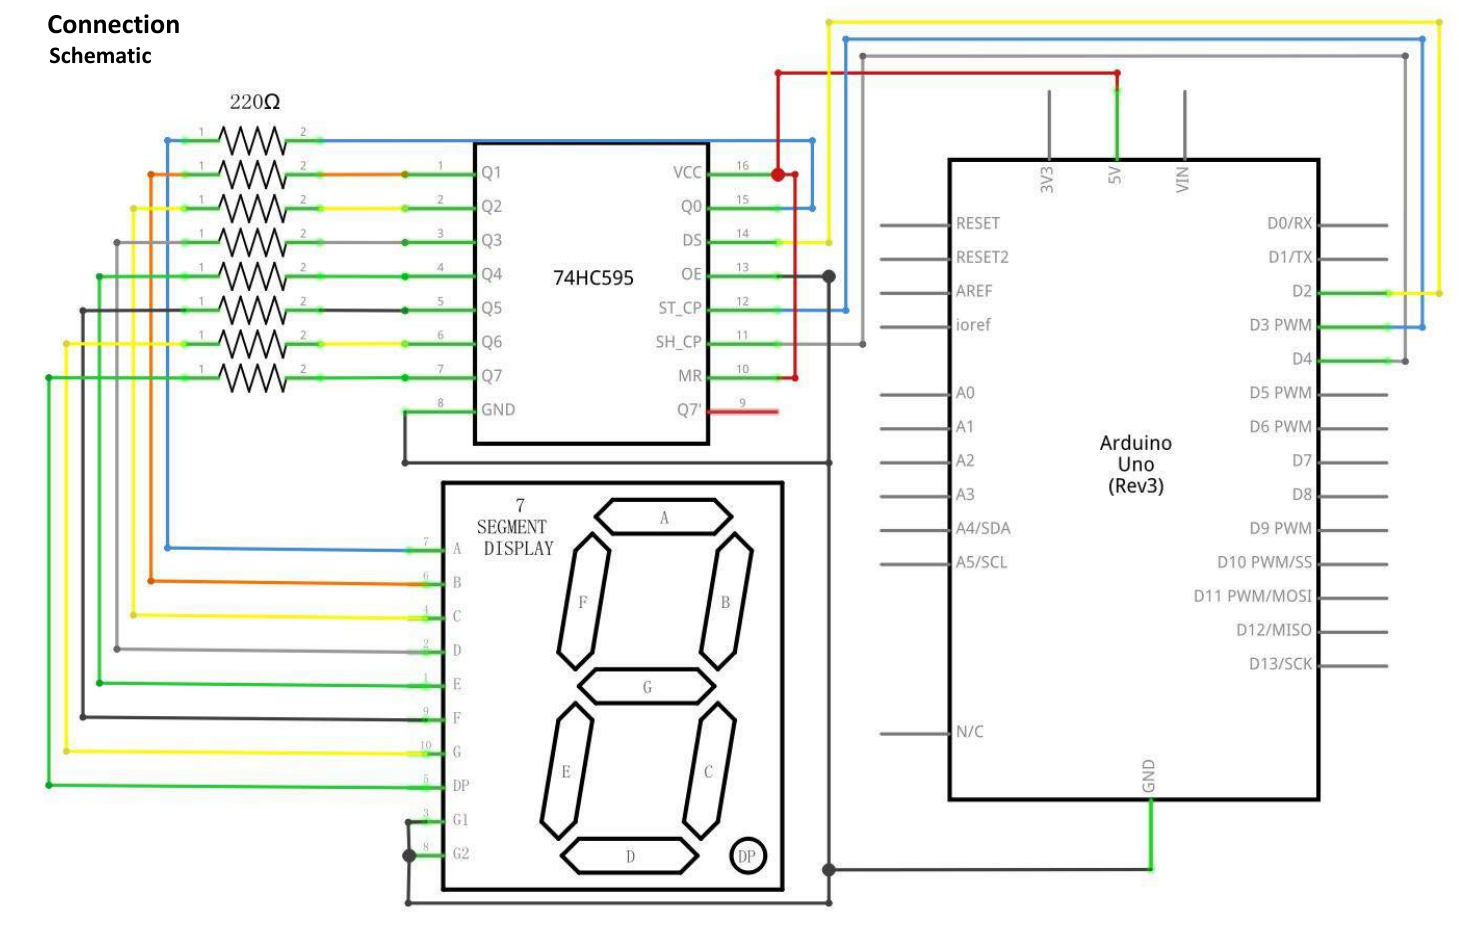 Connection
Schematic
220Ω
1 2
1 2
1 2
1 2
1 2
1 2
1 2
1 2
1 Q1 VCC 16
2 Q2 Q0 15
3 Q3 DS 14
4 Q4 OE 13
74HC595
5 Q5 ST_CP 12
6 Q6 SH_CP 11
7 Q7 MR 10
8 GND Q7' 9
7
SEGMENT
DISPLAY
7 A
6 B
4 C
2 D
1 E
9 F
10 G
5 DP
3 G1
8 G2
A
F B
G
E C
D DP
3V3 5V VIN
RESET D0/RX
RESET2 D1/TX
AREF D2
ioref D3 PWM
D4
A0 D5 PWM
A1 D6 PWM
A2 D7
A3 D8
A4/SDA D9 PWM
A5/SCL D10 PWM/SS
D11 PWM/MOSI
D12/MISO
D13/SCK
Arduino
Uno
(Rev3)
N/C
GND